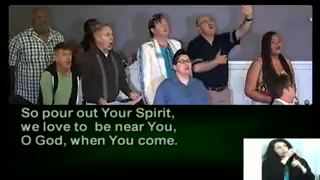 So pour out Your Spirit,
we love to be near You,
O God, when You come.